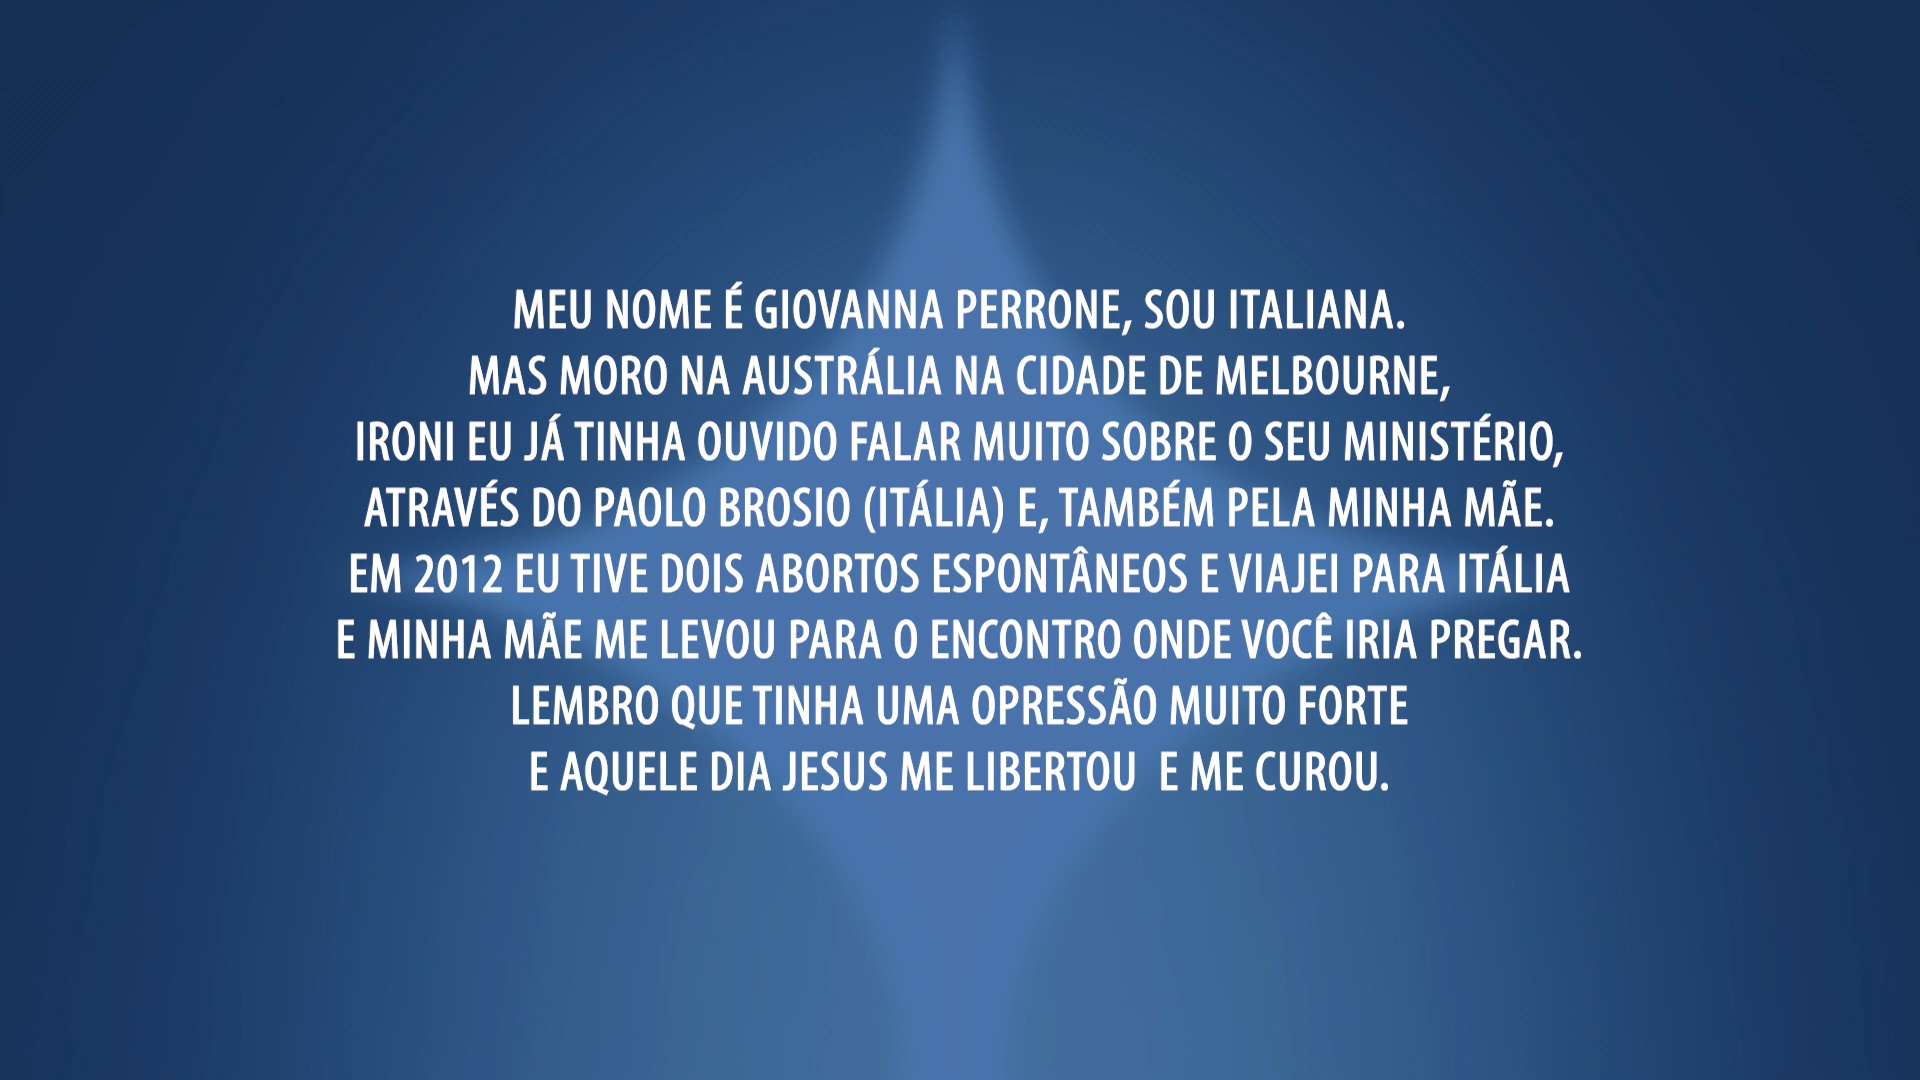 MEU NOME É GIOVANNA PERRONE, SOU ITALIANA.
MAS MORO NA AUSTRÁLIA NA CIDADE DE MELBOURNE,
IRONI EU JÁ TINHA OUVIDO FALAR MUITO SOBRE O SEU MINISTÉRIO,
ATRAVÉS DO PAOLO BROSIO (ITÁLIA) E, TAMBÉM PELA MINHA MÃE.
EM 2012 EU TIVE DOIS ABORTOS ESPONTÂNEOS E VIAJEI PARA ITÁLIA
E MINHA MÃE ME LEVOU PARA O ENCONTRO ONDE VOCÊ IRIA PREGAR.
LEMBRO QUE TINHA UMA OPRESSÃO MUITO FORTE
E AQUELE DIA JESUS ME LIBERTOU  E ME CUROU.